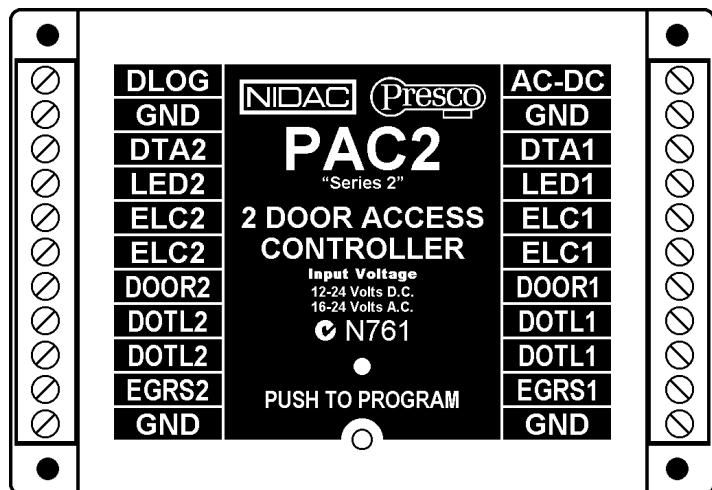 DLOG
GND
DTA2
LED2
ELC2
ELC2
DOOR2
DOTL2
DOTL2
EGRS2
GND
NIDAC Presco
PAC2
"Series 2"
2 DOOR ACCESS
CONTROLLER
Input Voltage
12-24 Volts D.C.
16-24 Volts A.C.
N761
PUSH TO PROGRAM
AC-DC
GND
DTA1
LED1
ELC1
ELC1
DOOR1
DOTL1
DOTL1
EGRS1
GND